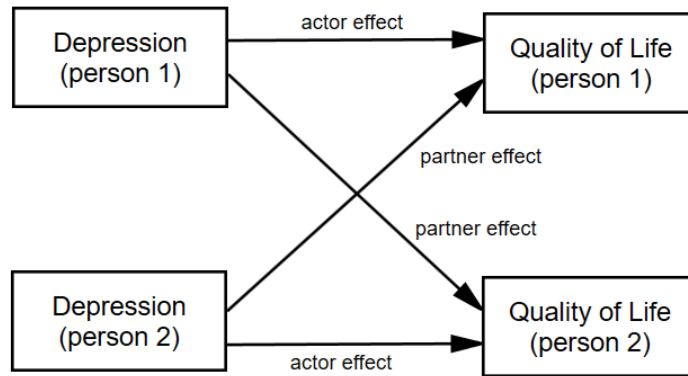 actor effect
Depression
(person 1)
Quality of Life
(person 1)
partner effect
partner effect
Depression
(person 2)
Quality of Life
(person 2)
actor effect